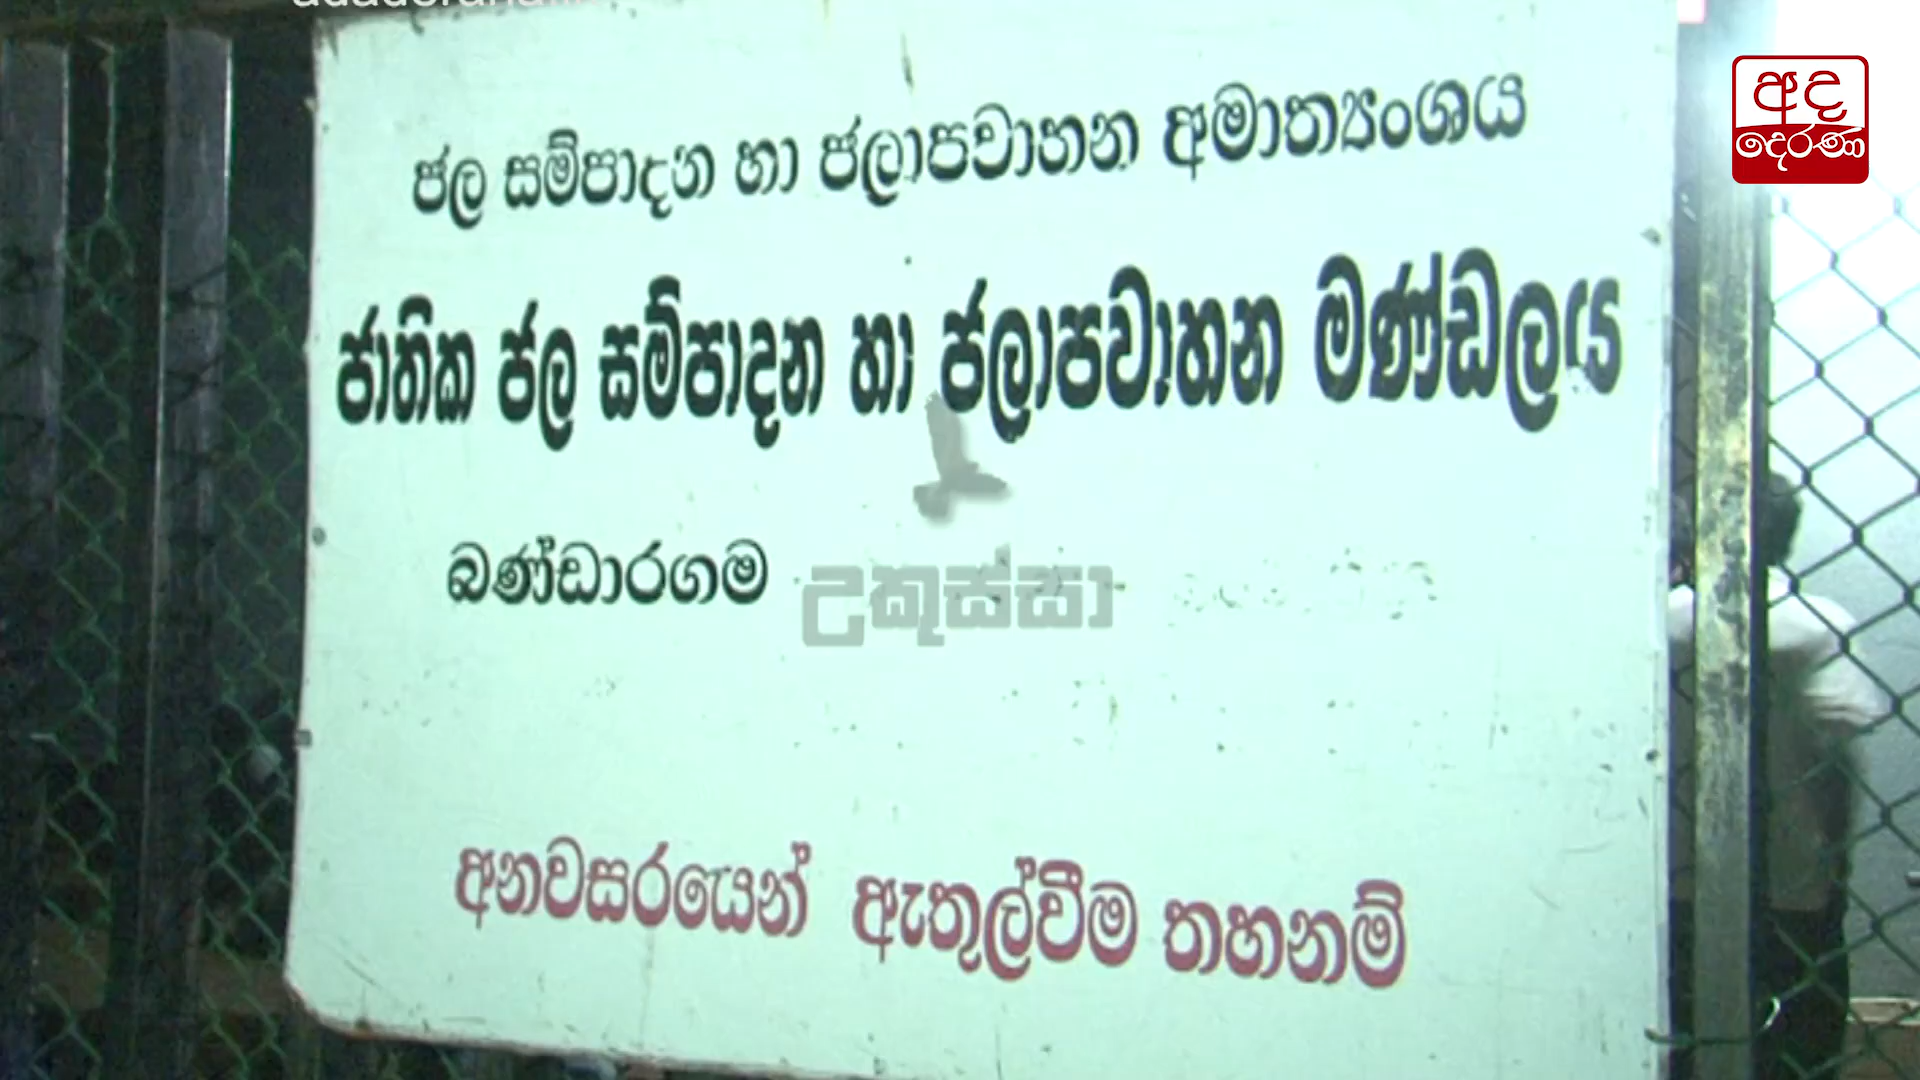 අද
දෙරණ
ජල සම්පාදන හා ජලාපවාහන අමාත්‍යංශය
ජාතික ජල සම්පාදන හා ජලාපවාහන මණ්ඩලය
බණ්ඩාරගම
උකුස්සා
අනවසරයෙන් ඇතුල්වීම තහනම්